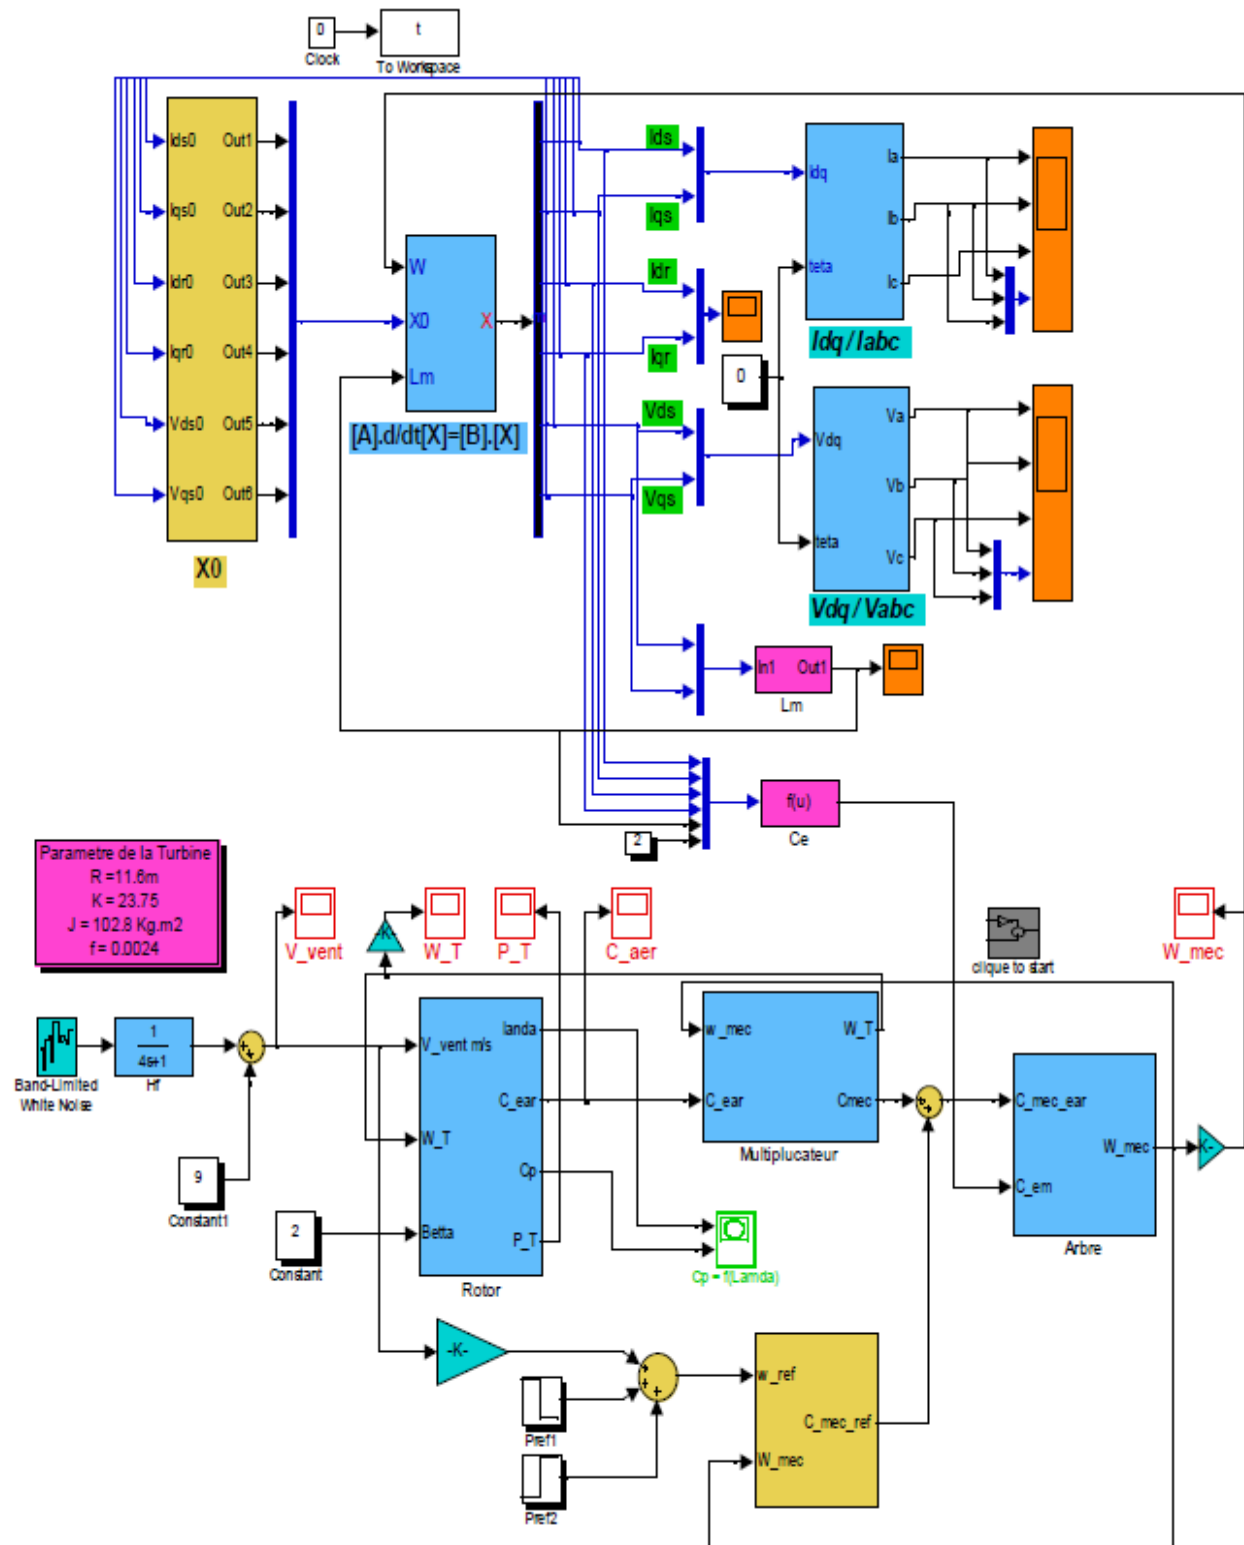 0
Clock
t
To Workspace
Ids0
Out1
Iqs0
Out2
Idr0
Out3
Iqr0
Out4
Vds0
Out5
Vqs0
Out6
X0
W
X0
X
Lm
[A].d/dt[X]=[B].[X]
Ids
Iqs
Idr
Iqr
Vds
Vqs
Idq
teta
Ia
Ib
Ic
Idq / Iabc
0
Vdq
teta
Va
Vb
Vc
Vdq / Vabc
In1
Out1
Lm
f(u)
Ce
2
Parametre de la Turbine
R =11.6m
K = 23.75
J = 102.8 Kg.m2
f = 0.0024
V_vent
-K-
W_T
P_T
C_aer
clique to start
W_mec
Band-Limited
White Noise
1
4s+1
Hf
9
Constant1
2
Constant
V_vent m/s
W_T
Betta
landa
C_ear
Cp
P_T
Rotor
w_mec
C_ear
W_T
Cmec
Multiplucateur
Cp = f(Lamda)
C_mec_ear
C_em
W_mec
Arbre
-K-
-K-
Pref1
Pref2
w_ref
W_mec
C_mec_ref